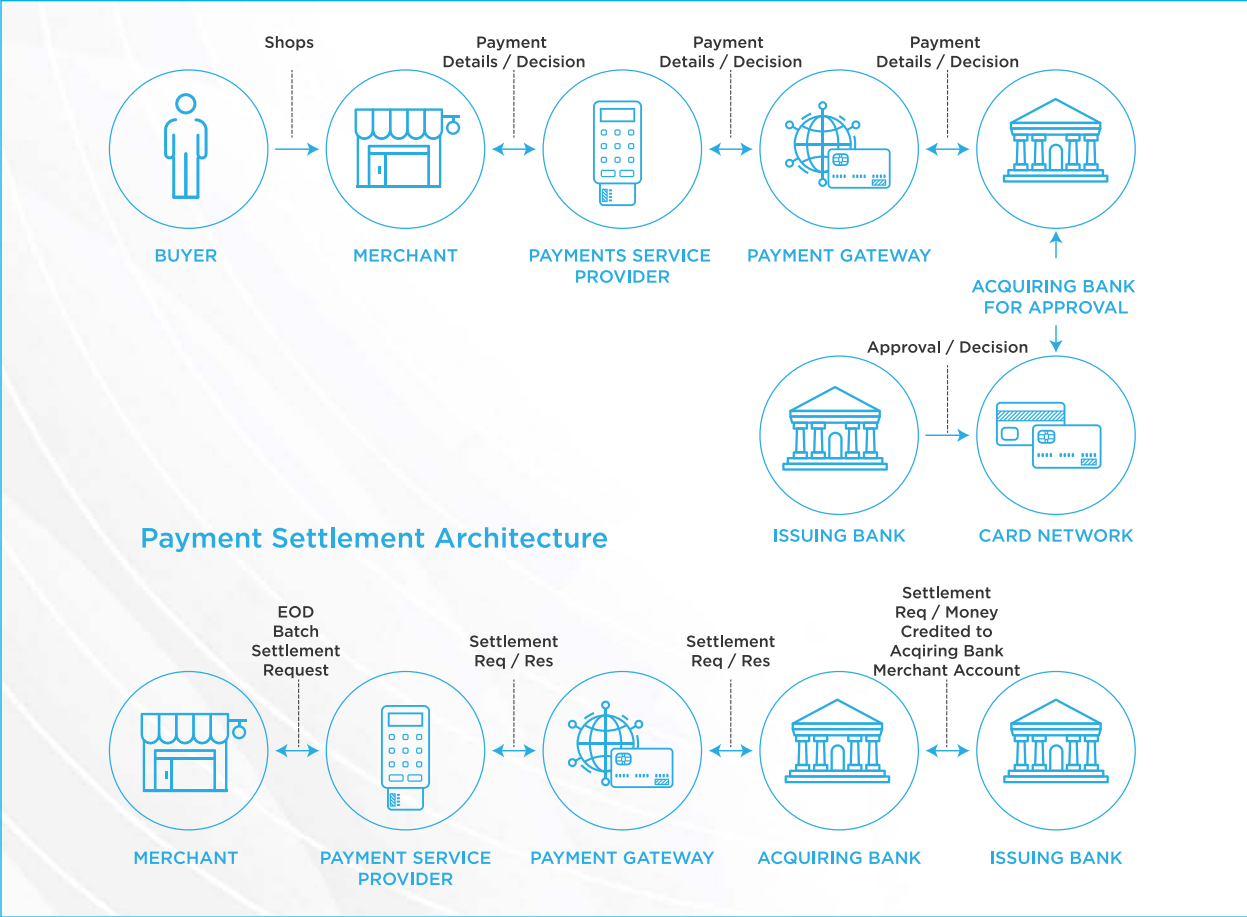 Shops
Payment
Details / Decision
Payment
Details / Decision
Payment
Details / Decision
BUYER
MERCHANT
PAYMENTS SERVICE
PROVIDER
PAYMENT GATEWAY
ACQUIRING BANK
FOR APPROVAL
Approval / Decision
ISSUING BANK
CARD NETWORK
Payment Settlement Architecture
EOD
Batch
Settlement
Request
Settlement
Req / Res
Settlement
Req / Res
Settlement
Req / Money
Credited to
Acqiring Bank
Merchant Account
MERCHANT
PAYMENT SERVICE
PROVIDER
PAYMENT GATEWAY
ACQUIRING BANK
ISSUING BANK